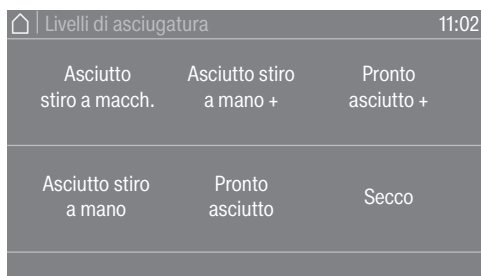 Livelli di asciugatura 11:02
Asciutto stiro a macch.
Asciutto stiro a mano +
Pronto asciutto +
Asciutto stiro a mano
Pronto asciutto
Secco